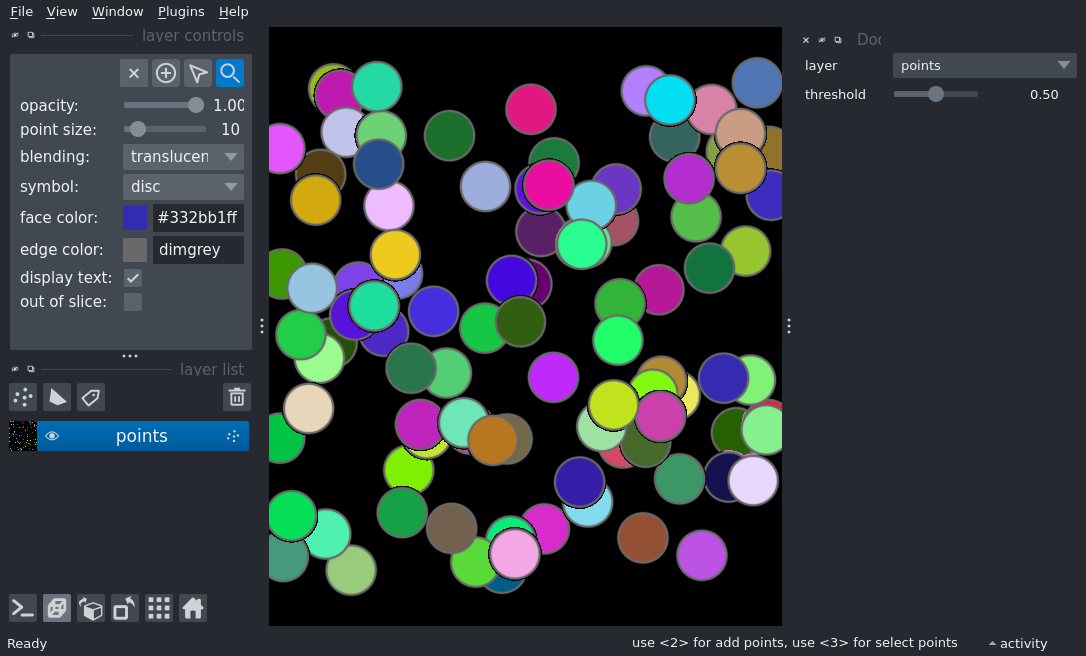 File View Window Plugins Help
layer controls
opacity: 1.00
point size: 10
blending: translucen
symbol: disc
face color: #332bb1ff
edge color: dimgrey
display text:
out of slice:
layer list
points
Doc
layer points
threshold 0.50
Ready
use <2> for add points, use <3> for select points
activity